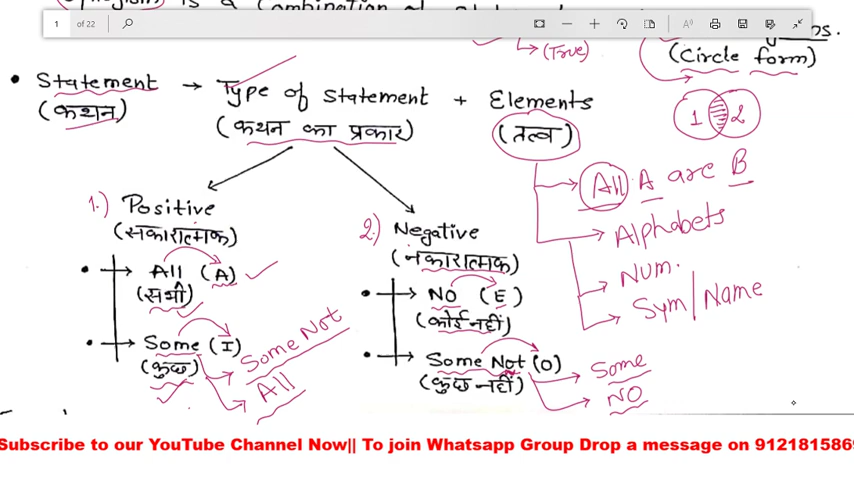 is a Combination
1 of 22
(True)
(Circle form)
1 2
• Statement → Type of Statement + Elements
(कथन) (कथन का प्रकार) (तत्व)
All A are B
1.) Positive
(सकारात्मक)
2.) Negative
(नकारात्मक)
Alphabets
• → All (A)
(सभी)
Num.
• → NO (E)
(कोई नहीं)
Sym/Name
• → Some (I)
(कुछ)
Some Not
All
• → Some Not (O)
(कुछ नहीं)
Some
NO
Subscribe to our YouTube Channel Now|| To join Whatsapp Group Drop a message on 912181586